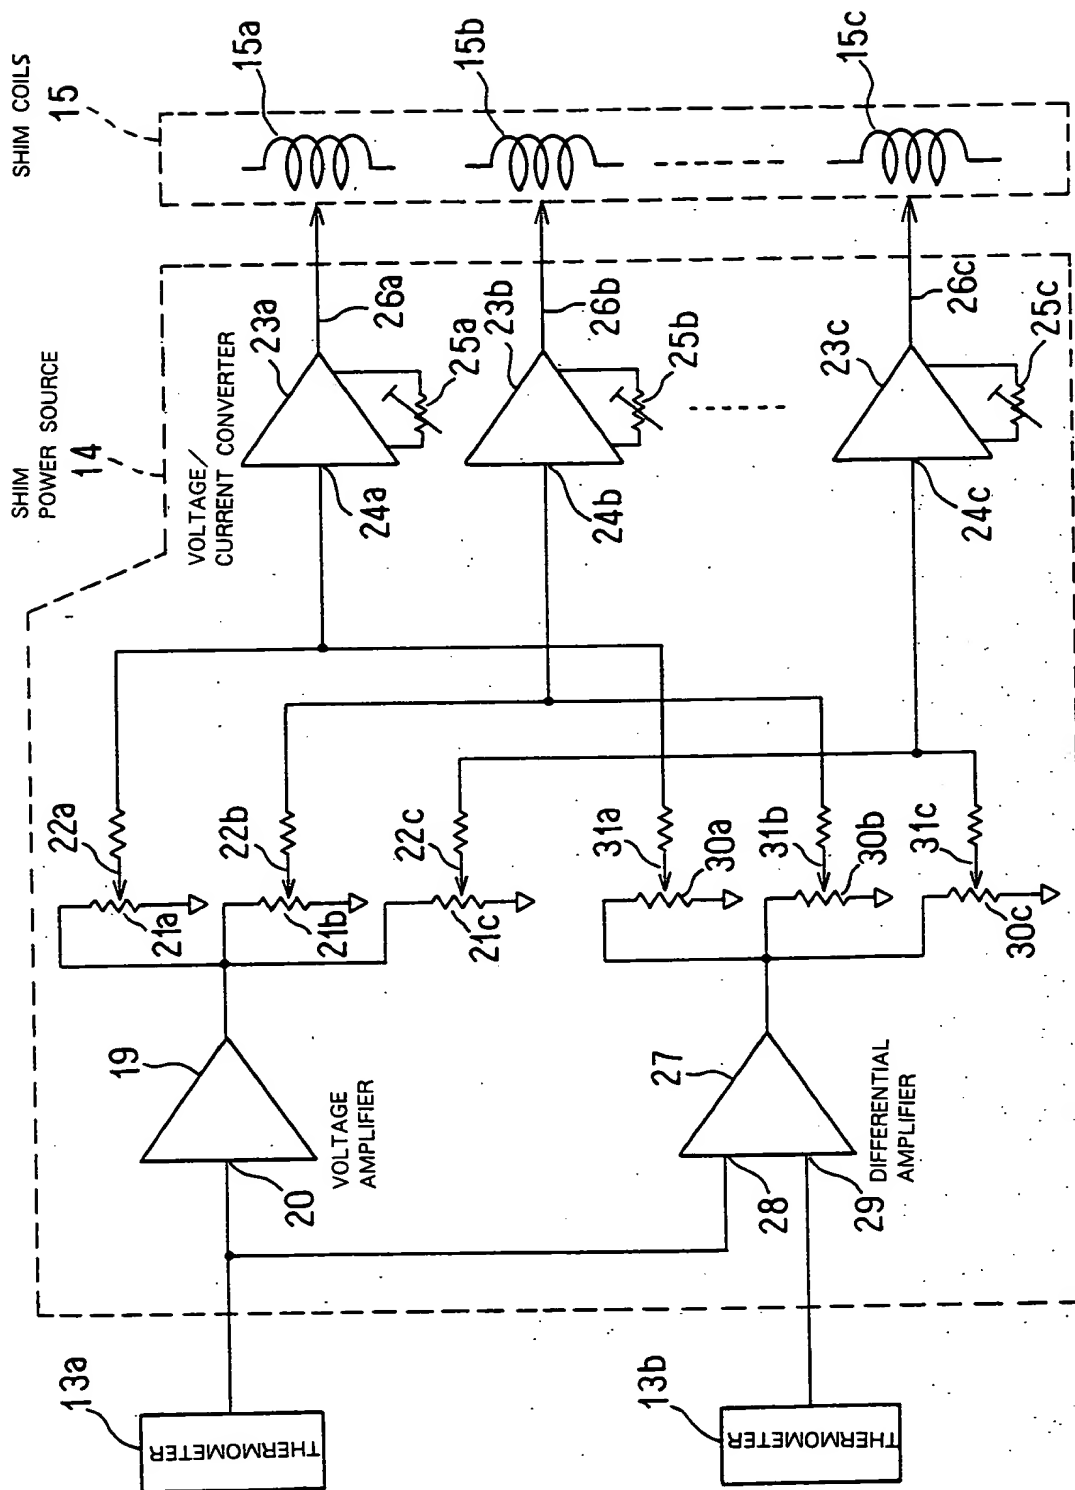 SHIM
POWER SOURCE
14
SHIM COILS
15
13a
THERMOMETER
19
20
VOLTAGE
AMPLIFIER
21a
22a
21b
22b
21c
22c
VOLTAGE/
CURRENT CONVERTER
23a
24a
25a
26a
15a
23b
24b
25b
26b
15b
13b
THERMOMETER
27
28
29
DIFFERENTIAL
AMPLIFIER
31a
30a
31b
30b
31c
30c
23c
24c
25c
26c
15c